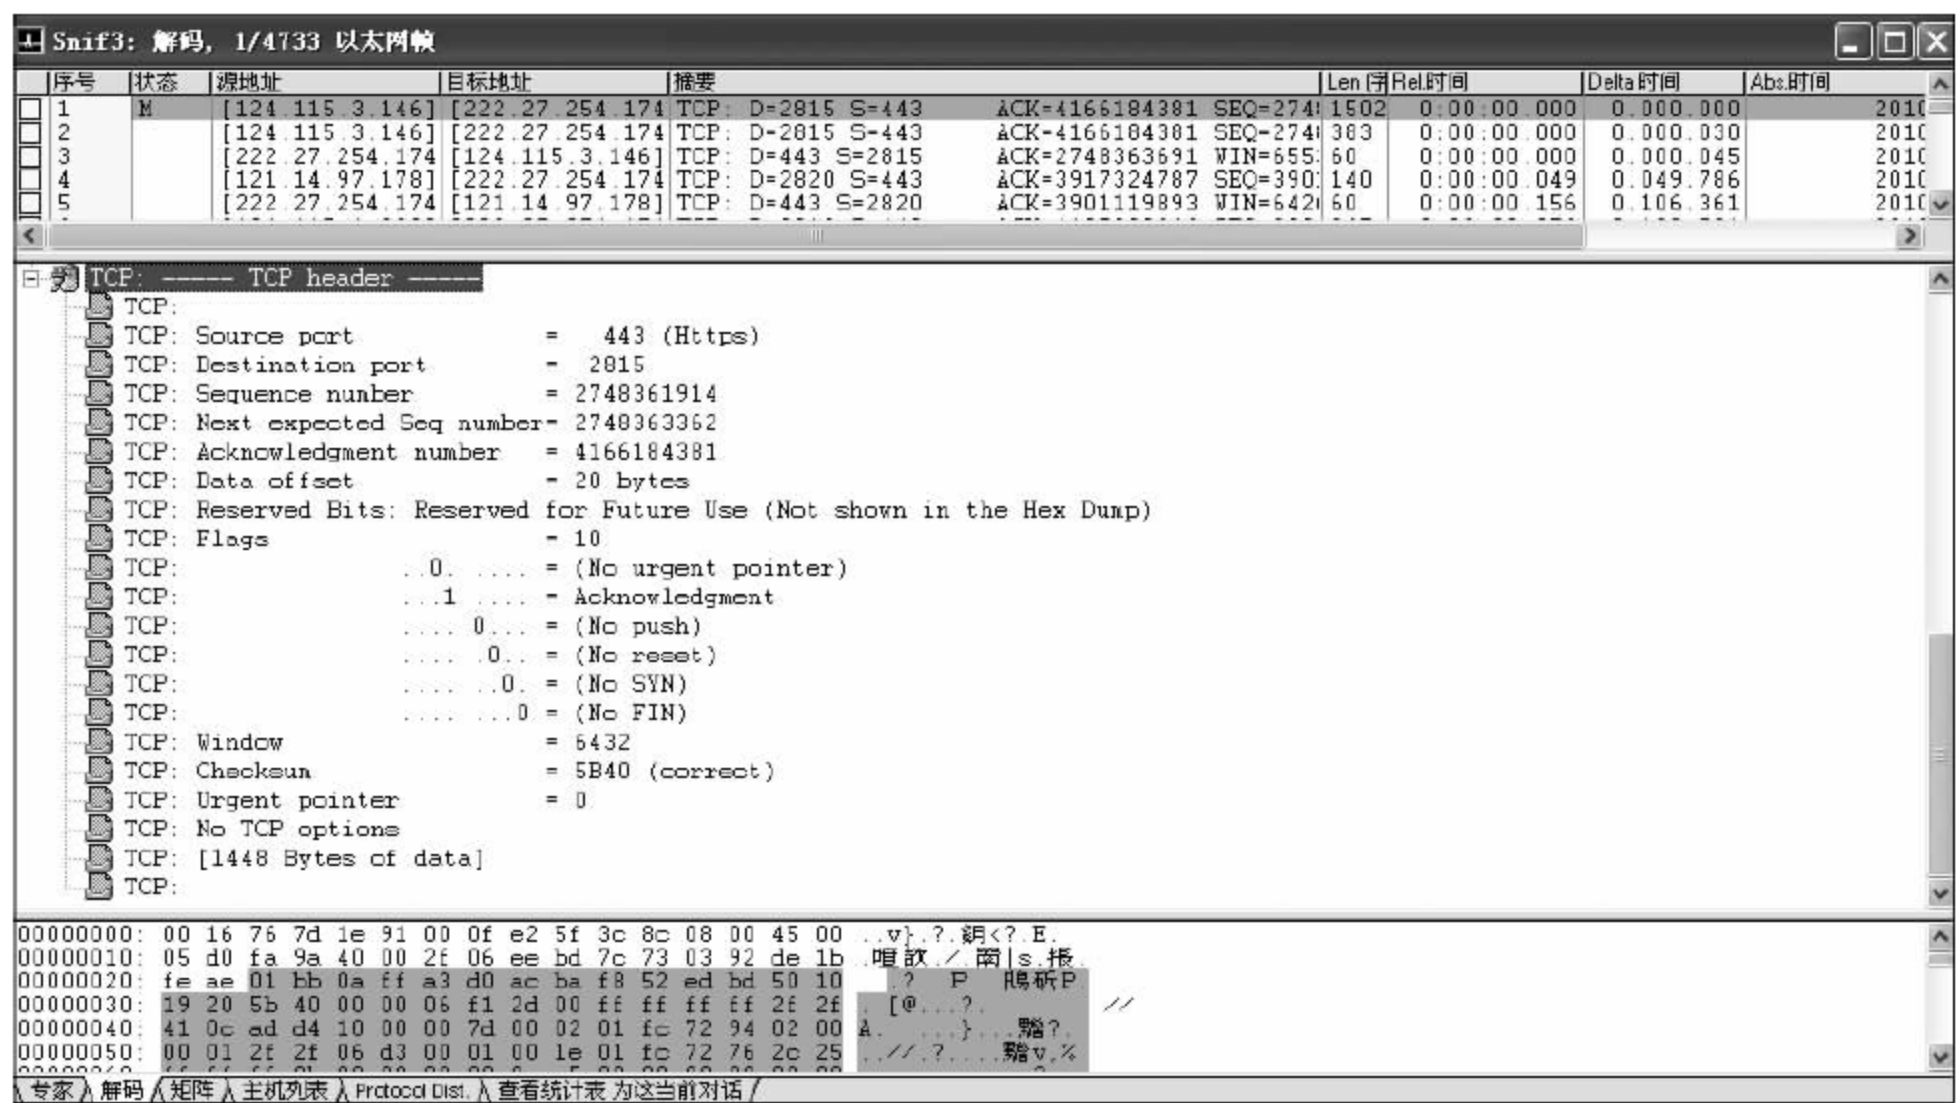 Snif3: 解码, 1/4733 以太网帧
序号 状态 源地址 目标地址 摘要 Len (字 Rel.时间 Delta 时间 Abs.时间
1 M [124.115.3.146] [222.27.254.174 TCP: D=2815 S=443 ACK=4166184381 SEQ=274 1502 0:00:00.000 0.000.000 2010
2 [124.115.3.146] [222.27.254.174 TCP: D=2815 S=443 ACK=4166184381 SEQ=274 383 0:00:00.000 0.000.030 2010
3 [222.27.254.174 [124.115.3.146] TCP: D=443 S=2815 ACK=2748363691 WIN=655 60 0:00:00.000 0.000.045 2010
4 [121.14.97.178] [222.27.254.174 TCP: D=2820 S=443 ACK=3917324787 SEQ=390 140 0:00:00.049 0.049.786 2010
5 [222.27.254.174 [121.14.97.178] TCP: D=443 S=2820 ACK=3901119893 WIN=642 60 0:00:00.156 0.106.361 2010
TCP: ----- TCP header -----
TCP:
TCP: Source port = 443 (Https)
TCP: Destination port = 2815
TCP: Sequence number = 2748361914
TCP: Next expected Seq number= 2748363362
TCP: Acknowledgment number = 4166184381
TCP: Data offset = 20 bytes
TCP: Reserved Bits: Reserved for Future Use (Not shown in the Hex Dump)
TCP: Flags = 10
TCP: ..0. .... = (No urgent pointer)
TCP: ...1 .... = Acknowledgment
TCP: .... 0... = (No push)
TCP: .... .0.. = (No reset)
TCP: .... ..0. = (No SYN)
TCP: .... ...0 = (No FIN)
TCP: Window = 6432
TCP: Checksum = 5B40 (correct)
TCP: Urgent pointer = 0
TCP: No TCP options
TCP: [1448 Bytes of data]
TCP:
00000000: 00 16 76 7d 1e 91 00 0f e2 5f 3c 8c 08 00 45 00 ..v}.?. <?.E.
00000010: 05 d0 fa 9a 40 00 2f 06 ee bd 7c 73 03 92 de 1b
00000020: fe ae 01 bb 0a ff a3 d0 ac ba f8 52 ed bd 50 10
00000030: 19 20 5b 40 00 00 06 f1 2d 00 ff ff ff ff 2f 2f . [@...?. //
00000040: 41 0c ad d4 10 00 00 7d 00 02 01 fc 72 94 02 00
00000050: 00 01 2f 2f 06 d3 00 01 00 1e 01 fc 72 76 2c 25
专家 解码 矩阵 主机列表 Protocol Dist. 查看统计表 为这当前对话